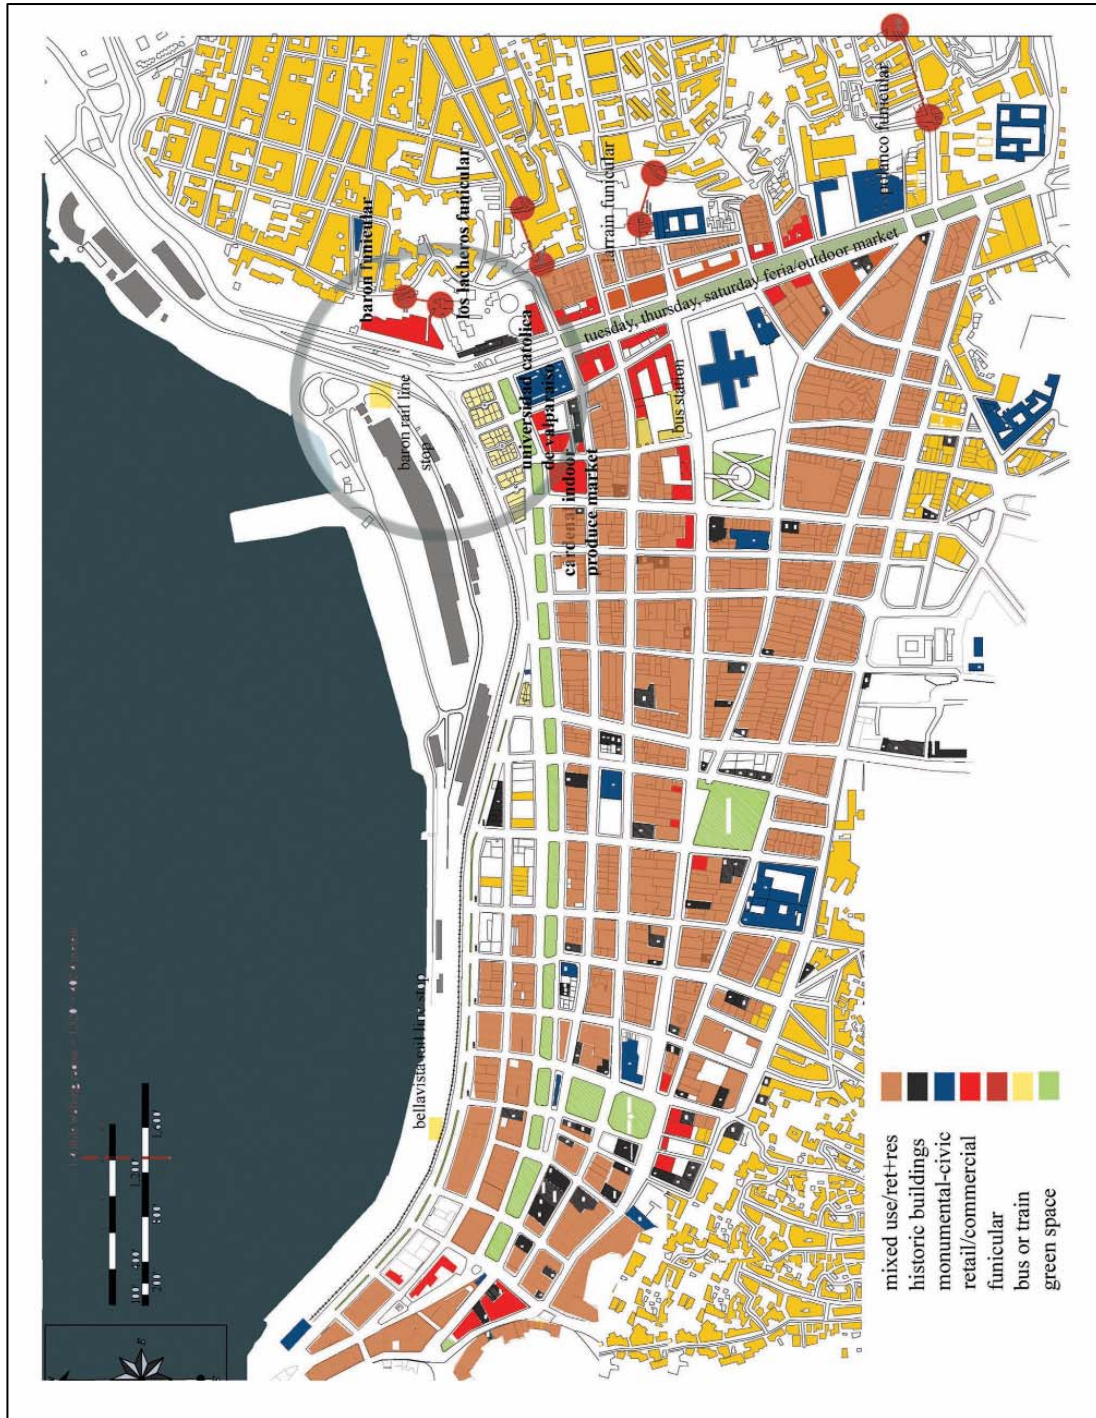 baron funicular
los lacheros funicular
larrain funicular
polanco funicular
tuesday, thursday, saturday feria/outdoor market
universidad catolica
de valparaiso
baron rail line
stop
bus station
cardenal indoor
produce market
bellavista rail line stop
mixed use/ret+res
historic buildings
monumental-civic
retail/commercial
funicular
bus or train
green space